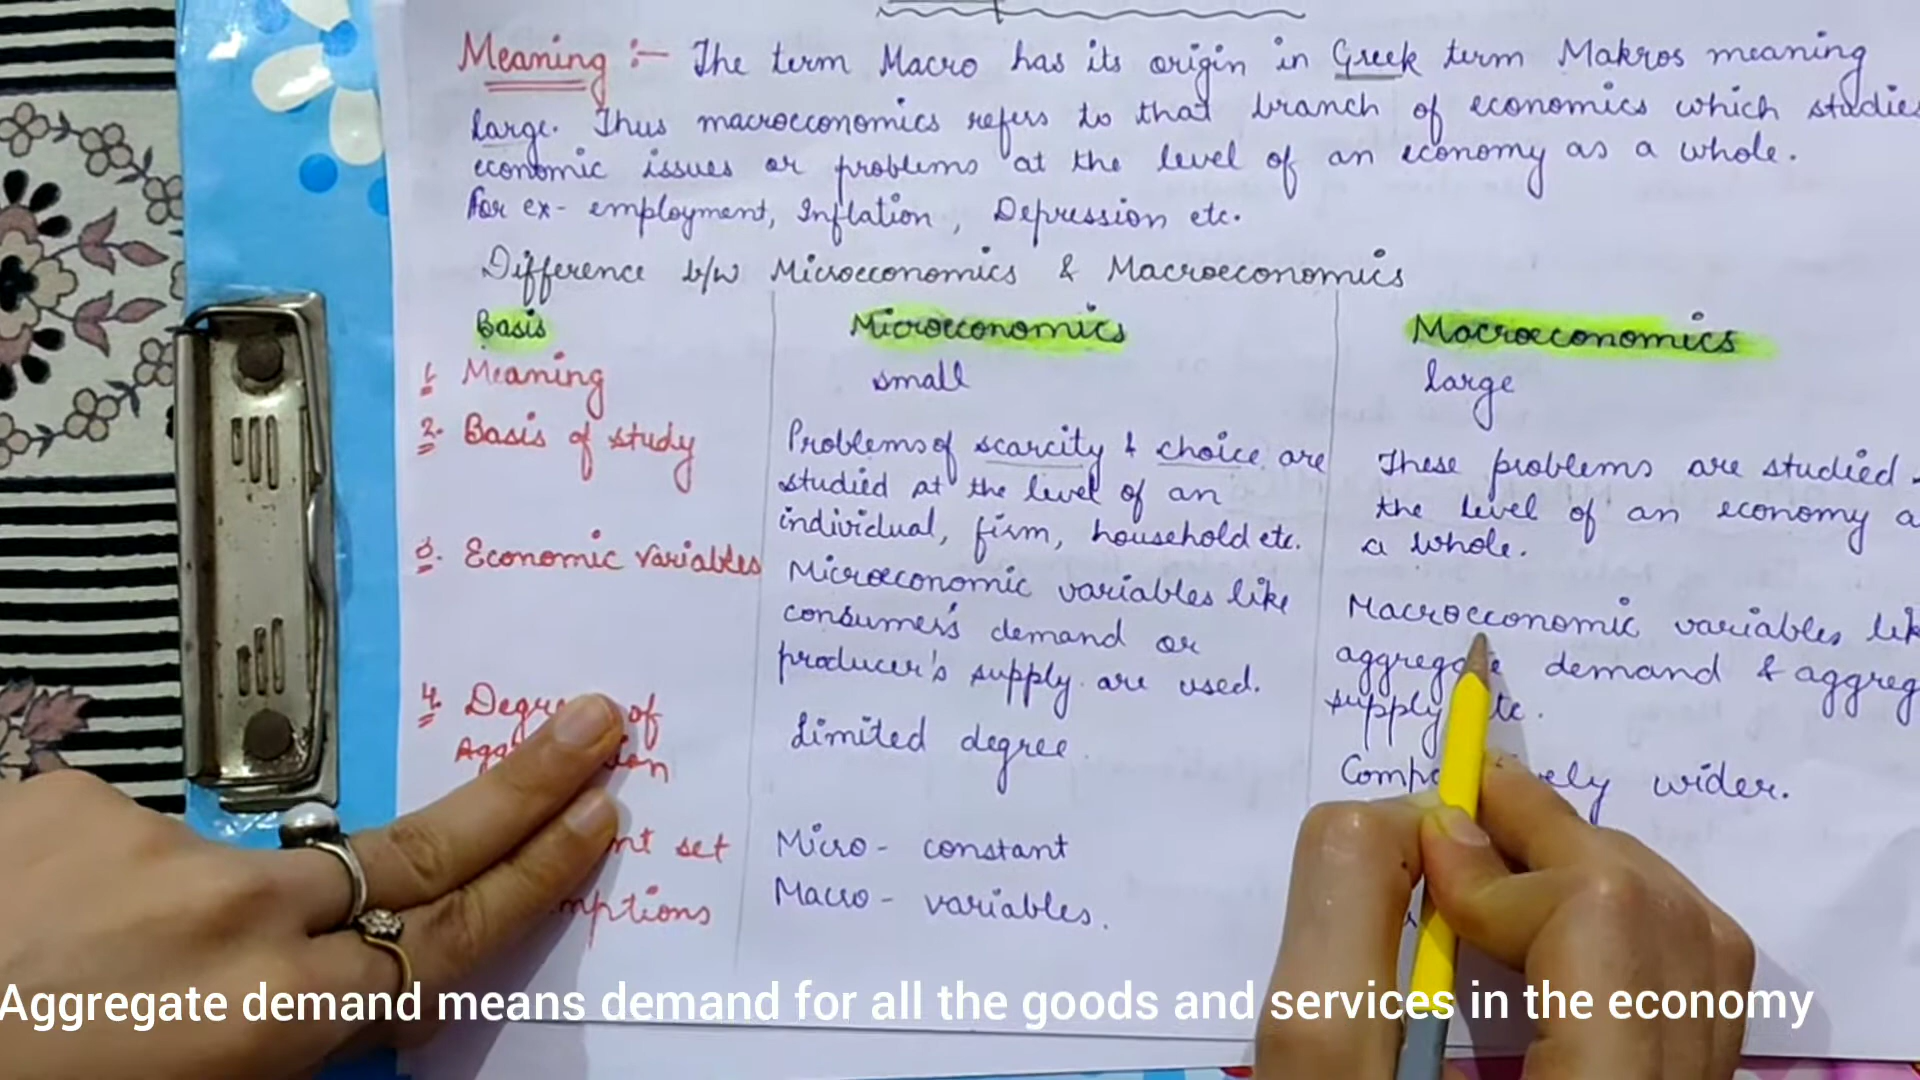 Meaning :- The term Macro has its origin in Greek term Makros meaning
large. Thus macroeconomics refers to that branch of economics which studies
economic issues or problems at the level of an economy as a whole.
For ex- employment, Inflation, Depression etc.
Difference b/w Microeconomics & Macroeconomics
Basis Microeconomics Macroeconomics
1. Meaning small large
2. Basis of study
Problems of scarcity & choice are
studied at the level of an
individual, firm, household etc.
These problems are studied
the level of an economy a
a whole.
3. Economic variables
Microeconomic variables like
consumer's demand or
producer's supply are used.
Macroeconomic variables lik
aggregate demand & aggreg
supply etc.
4. Degree of
Limited degree
wider.
set
Micro - constant
Macro - variables.
Aggregate demand means demand for all the goods and services in the economy